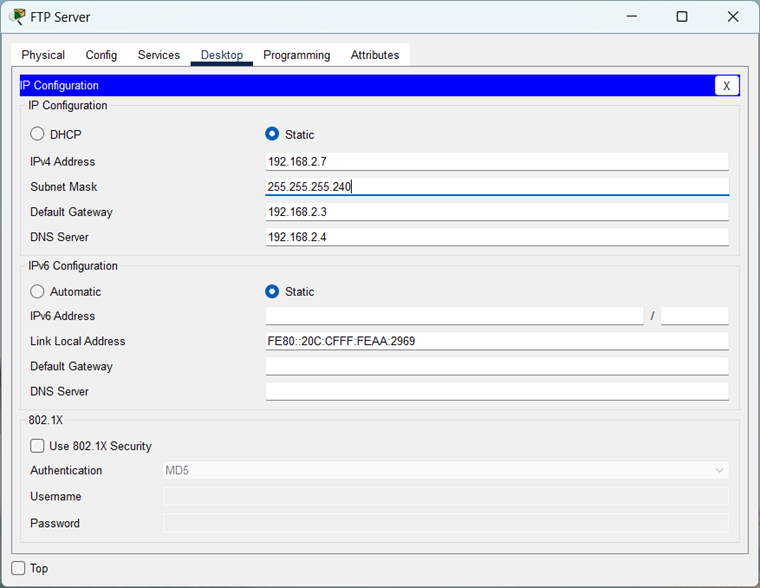 FTP Server
Physical Config Services Desktop Programming Attributes
IP Configuration X
IP Configuration
DHCP Static
IPv4 Address 192.168.2.7
Subnet Mask 255.255.255.240
Default Gateway 192.168.2.3
DNS Server 192.168.2.4
IPv6 Configuration
Automatic Static
IPv6 Address /
Link Local Address FE80::20C:CFFF:FEAA:2969
Default Gateway
DNS Server
802.1X
Use 802.1X Security
Authentication MD5
Username
Password
Top